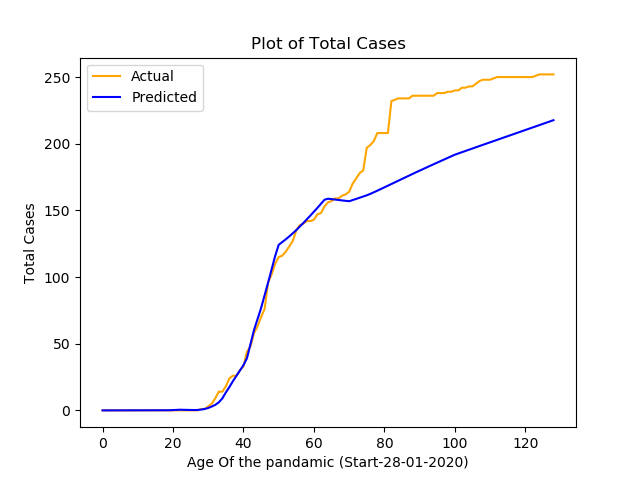 Plot of Total Cases
Actual
Predicted
250
200
150
100
50
0
Total Cases
0 20 40 60 80 100 120
Age Of the pandamic (Start-28-01-2020)